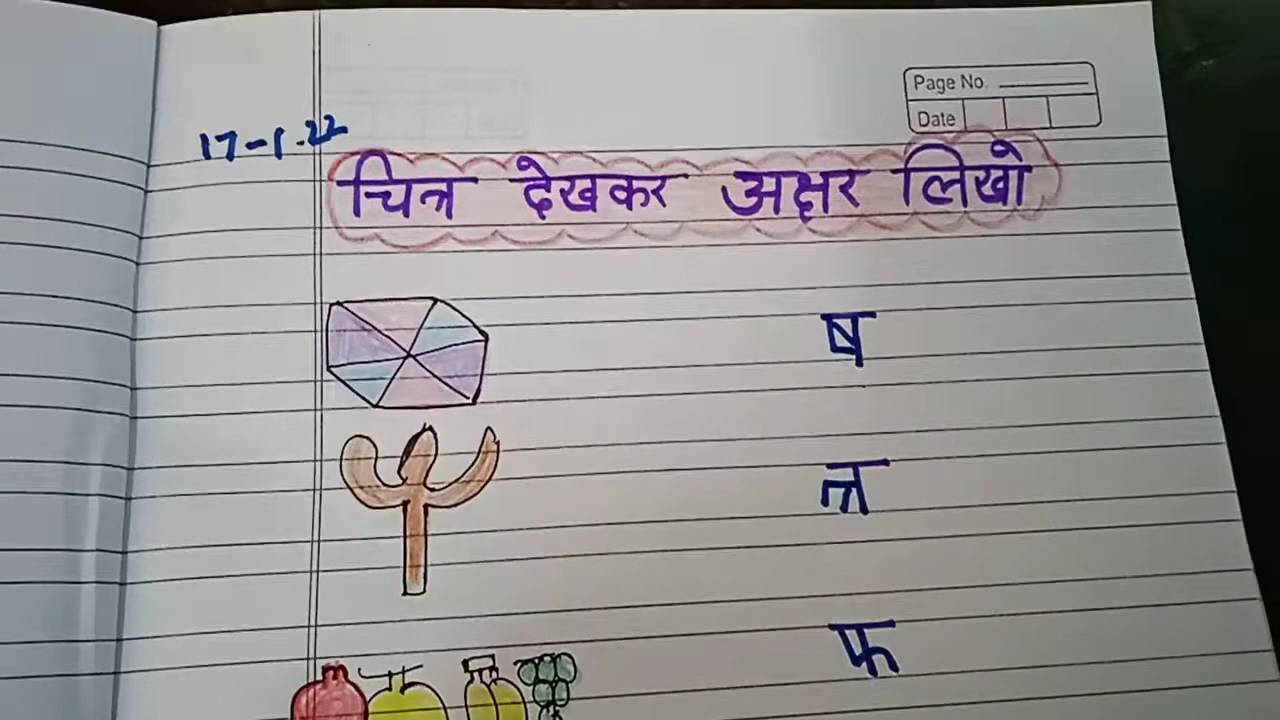 Page No.
Date
17-1.22
चित्र देखकर अक्षर लिखो
ष
त्र
फ